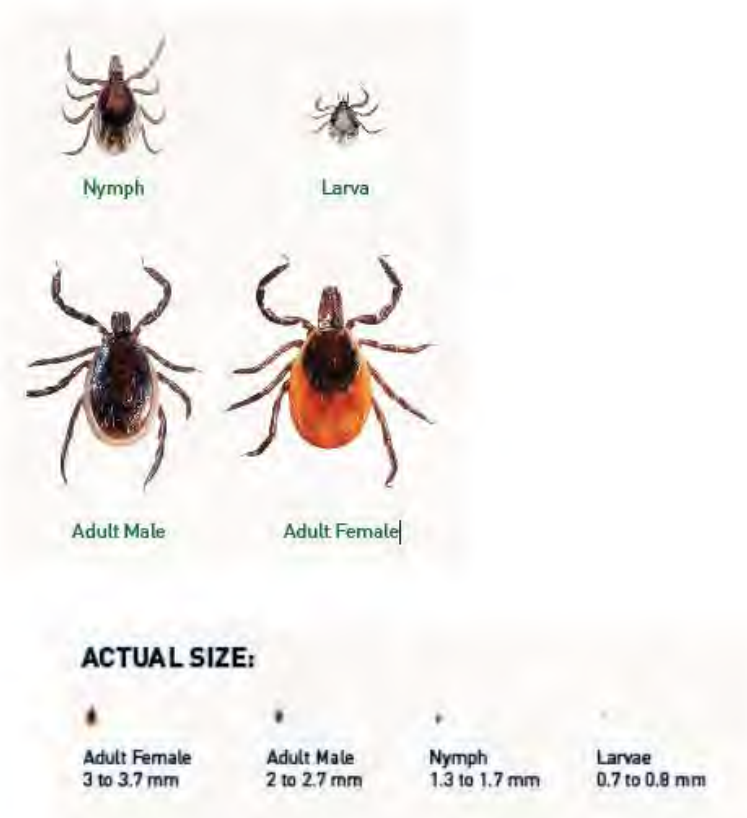 Nymph
Larva
Adult Male
Adult Female
ACTUAL SIZE:
Adult Female
3 to 3.7 mm
Adult Male
2 to 2.7 mm
Nymph
1.3 to 1.7 mm
Larvae
0.7 to 0.8 mm